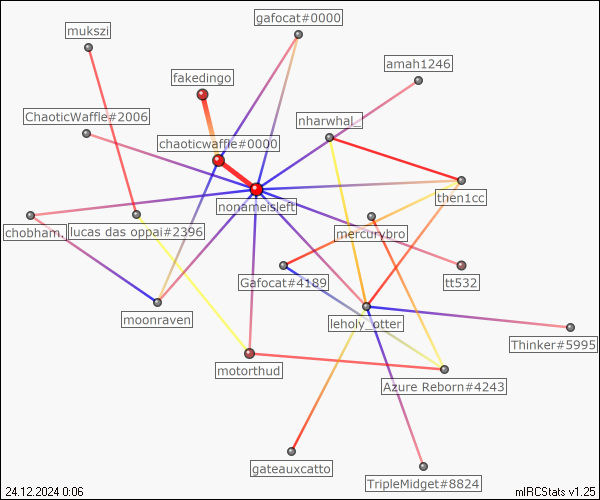 gafocat#0000
mukszi
amah1246
fakedingo
ChaoticWaffle#2006
nharwhal_
chaoticwaffle#0000
then1cc
nonameisleft
chobham_
lucas das oppai#2396
mercurybro
Gafocat#4189
tt532
moonraven
leholy_otter
Thinker#5995
motorthud
Azure Reborn#4243
gateauxcatto
TripleMidget#8824
24.12.2024 0:06
mIRCStats v1.25